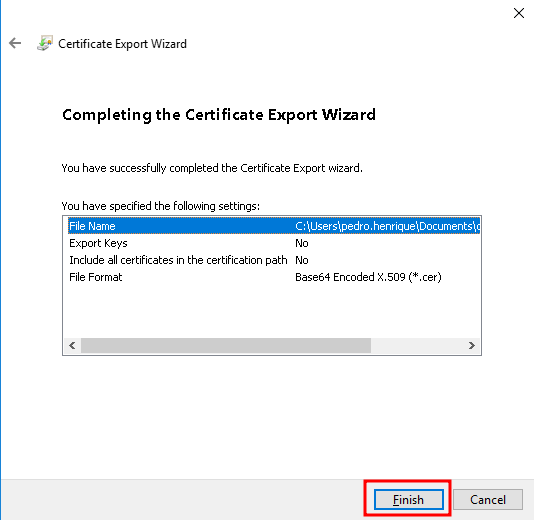 Certificate Export Wizard
Completing the Certificate Export Wizard
You have successfully completed the Certificate Export wizard.
You have specified the following settings:
File Name C:\Users\pedro.henrique\Documents\c
Export Keys No
Include all certificates in the certification path No
File Format Base64 Encoded X.509 (*.cer)
Finish Cancel